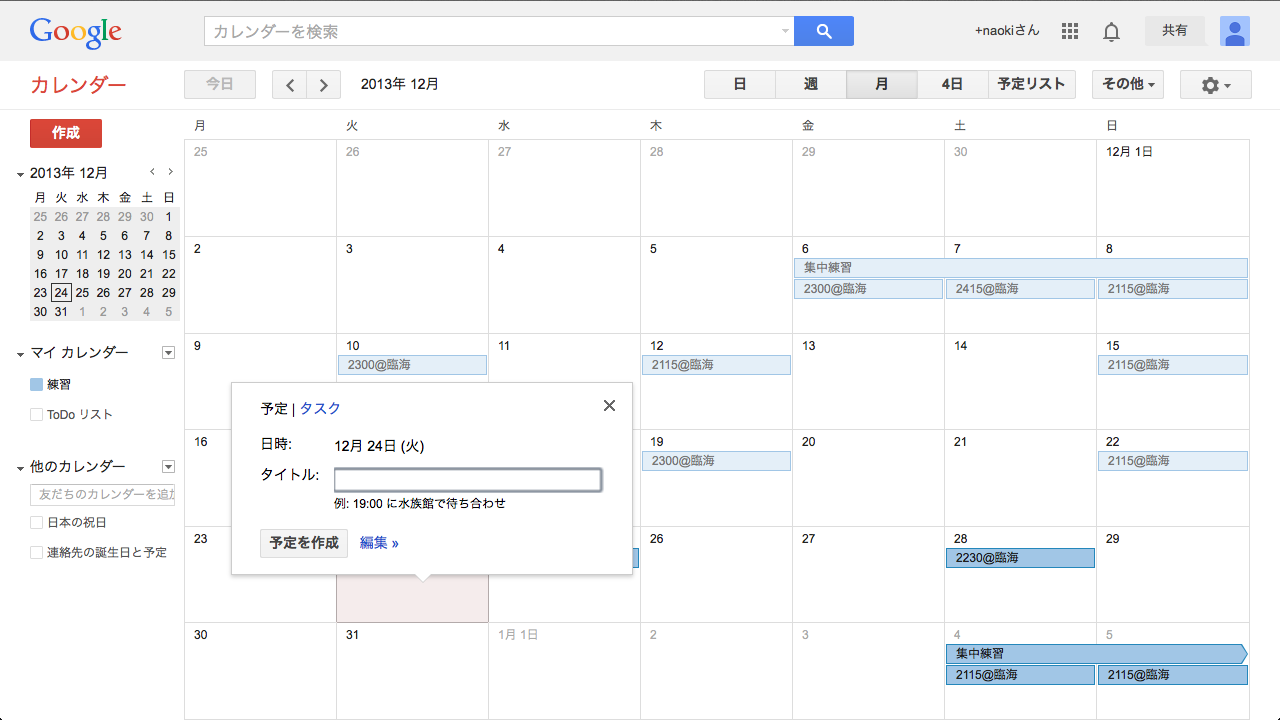 Google
カレンダーを検索
+naokiさん
共有
カレンダー
今日
2013年 12月
日 週 月 4日 予定リスト
その他
作成
2013年 12月
月 火 水 木 金 土 日
25 26 27 28 29 30 1
2 3 4 5 6 7 8
9 10 11 12 13 14 15
16 17 18 19 20 21 22
23 24 25 26 27 28 29
30 31 1 2 3 4 5
マイ カレンダー
練習
ToDo リスト
他のカレンダー
友だちのカレンダーを追加
日本の祝日
連絡先の誕生日と予定
月 火 水 木 金 土 日
25 26 27 28 29 30 12月 1日
2 3 4 5 6 7 8
集中練習
2300@臨海 2415@臨海 2115@臨海
9 10 11 12 13 14 15
2300@臨海 2115@臨海 2115@臨海
16 19 20 21 22
2300@臨海 2115@臨海
予定 | タスク
日時: 12月 24日 (火)
タイトル:
例: 19:00 に水族館で待ち合わせ
予定を作成 編集 »
23 26 27 28 29
2230@臨海
30 31 1月 1日 2 3 4 5
集中練習
2115@臨海 2115@臨海